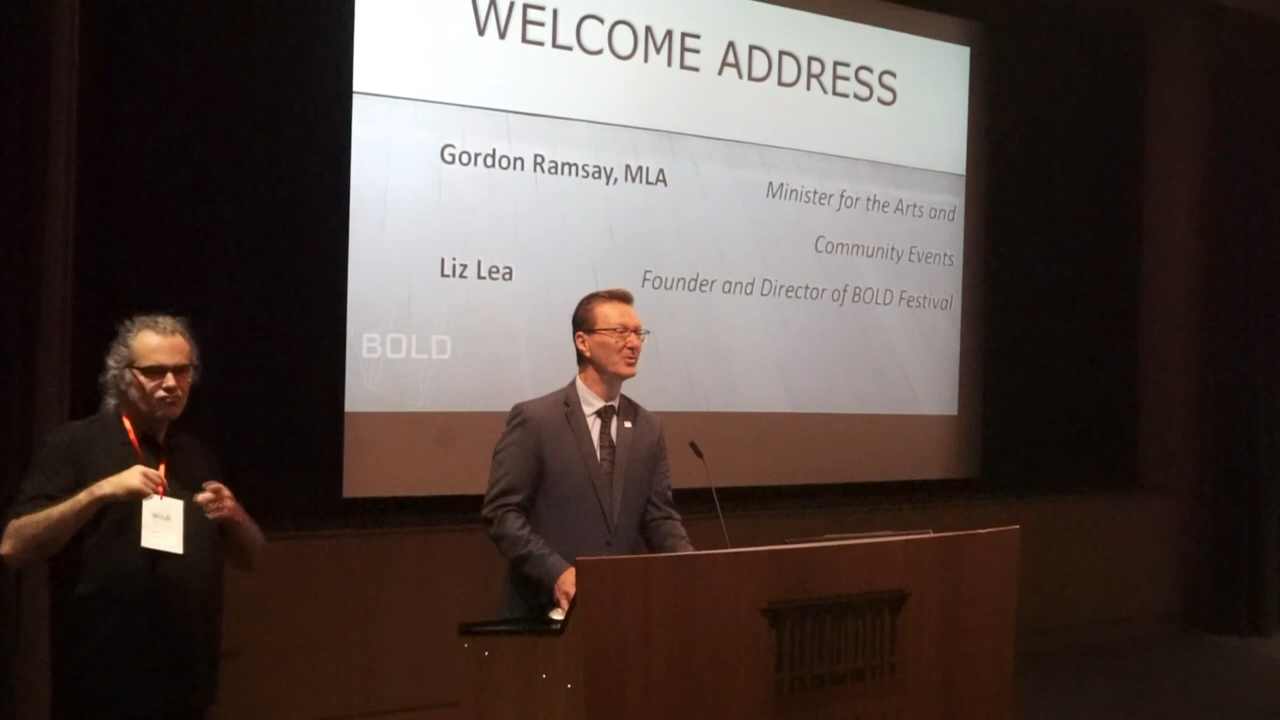 WELCOME ADDRESS
Gordon Ramsay, MLA
Minister for the Arts and
Community Events
Liz Lea
Founder and Director of BOLD Festival
BOLD